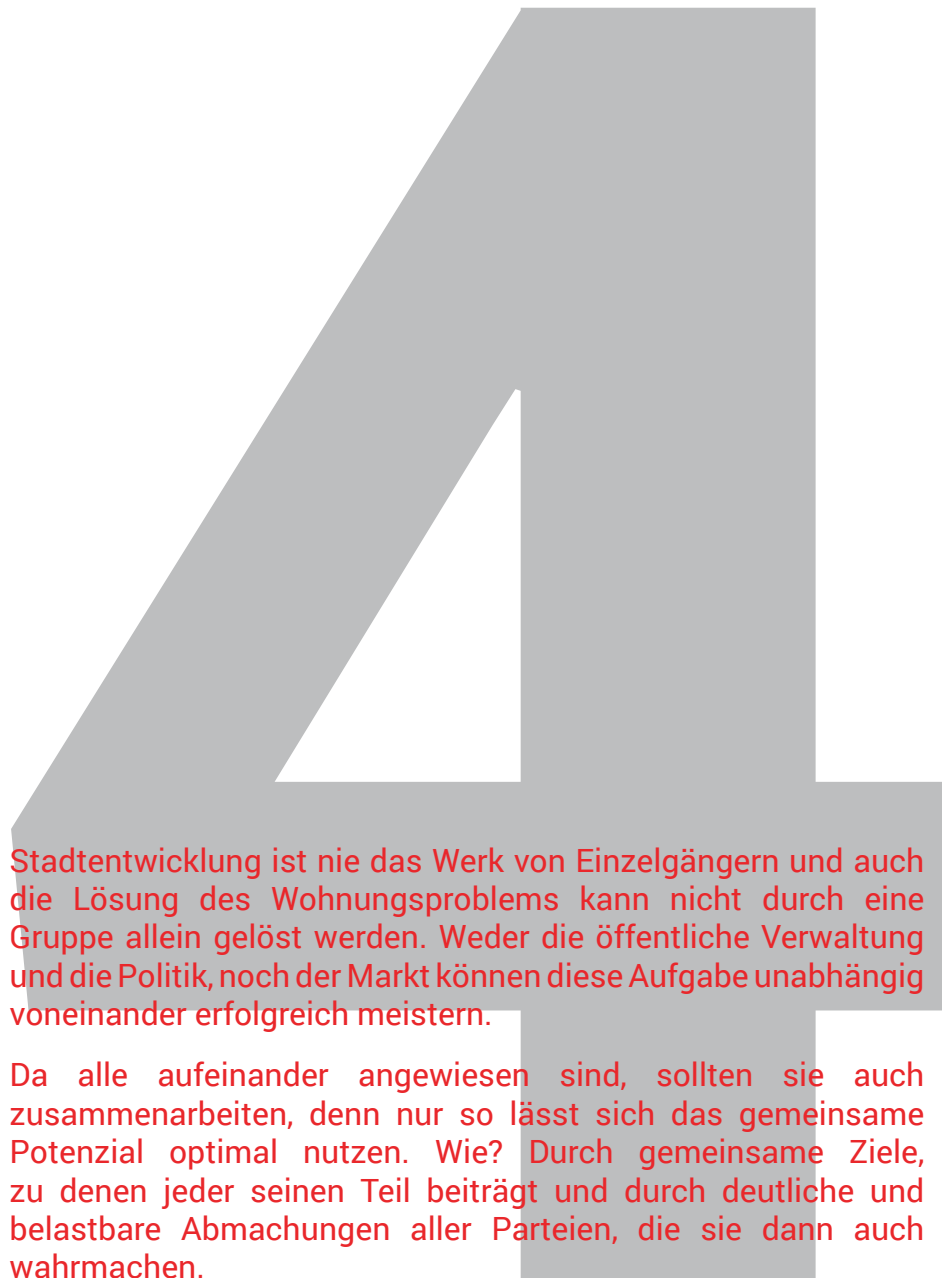 4
Stadtentwicklung ist nie das Werk von Einzelgängern und auch
die Lösung des Wohnungsproblems kann nicht durch eine
Gruppe allein gelöst werden. Weder die öffentliche Verwaltung
und die Politik, noch der Markt können diese Aufgabe unabhängig
voneinander erfolgreich meistern.
Da alle aufeinander angewiesen sind, sollten sie auch
zusammenarbeiten, denn nur so lässt sich das gemeinsame
Potenzial optimal nutzen. Wie? Durch gemeinsame Ziele,
zu denen jeder seinen Teil beiträgt und durch deutliche und
belastbare Abmachungen aller Parteien, die sie dann auch
wahrmachen.